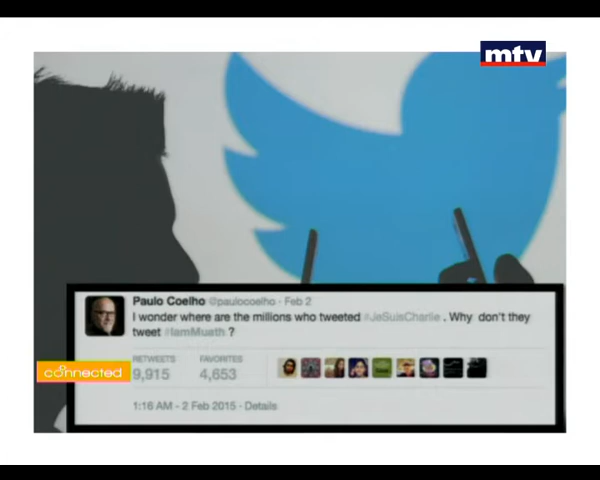 mtv
Paulo Coelho @paulocoelho - Feb 2
I wonder where are the millions who tweeted #JeSuisCharlie . Why don't they
tweet #IamMusth ?
connected
RETWEETS FAVORITES
9,915 4,653
1:16 AM - 2 Feb 2015 · Details